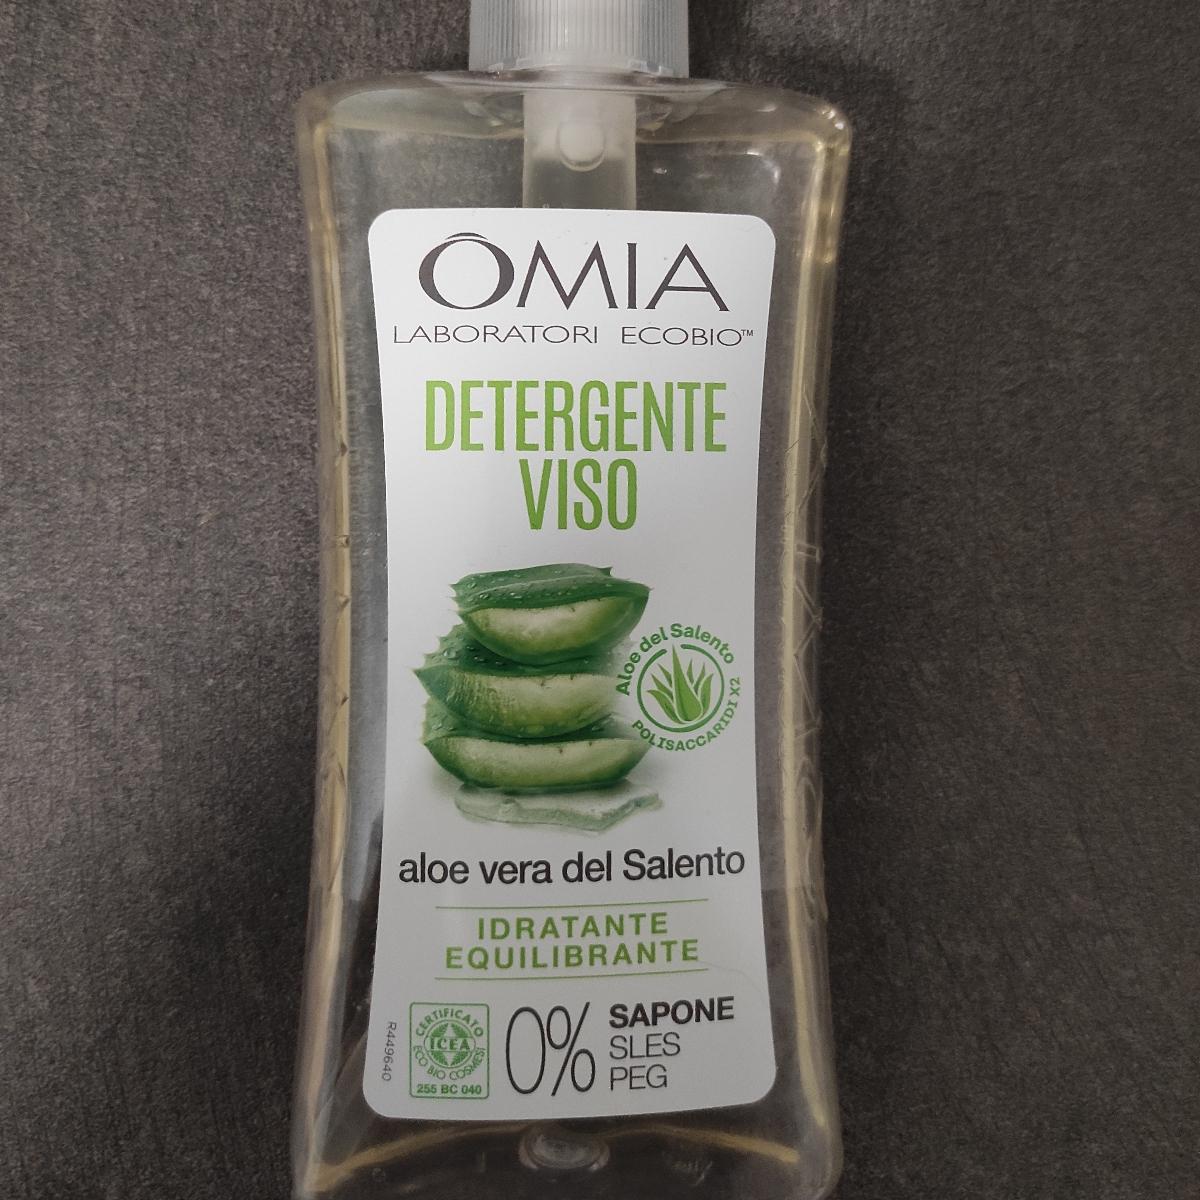 ÔMIA
LABORATORI ECOBIO™
DETERGENTE
VISO
Aloe del Salento
POLISACCARIDI X2
aloe vera del Salento
IDRATANTE
EQUILIBRANTE
R449640
CERTIFICATO
ICEA
ECO BIO COSMESI
255 BC 040
0%
SAPONE
SLES
PEG